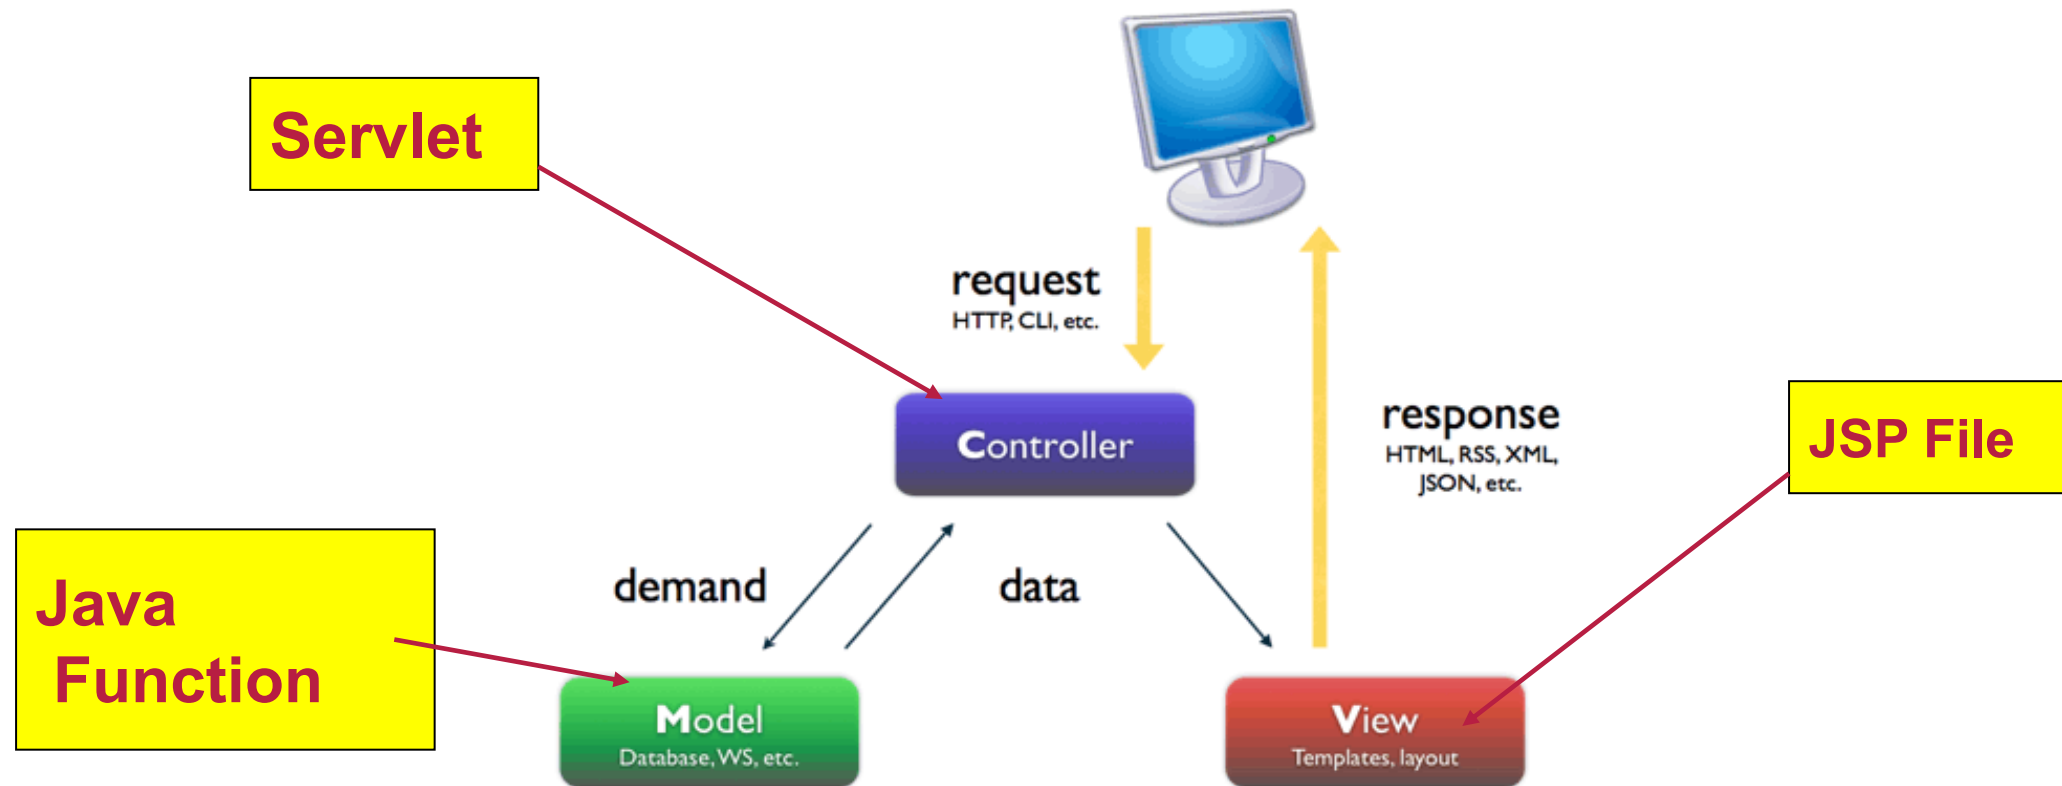 Servlet
request
HTTP, CLI, etc.
Controller
response
HTML, RSS, XML,
JSON, etc.
JSP File
demand
data
Java
Function
Model
Database, WS, etc.
View
Templates, layout